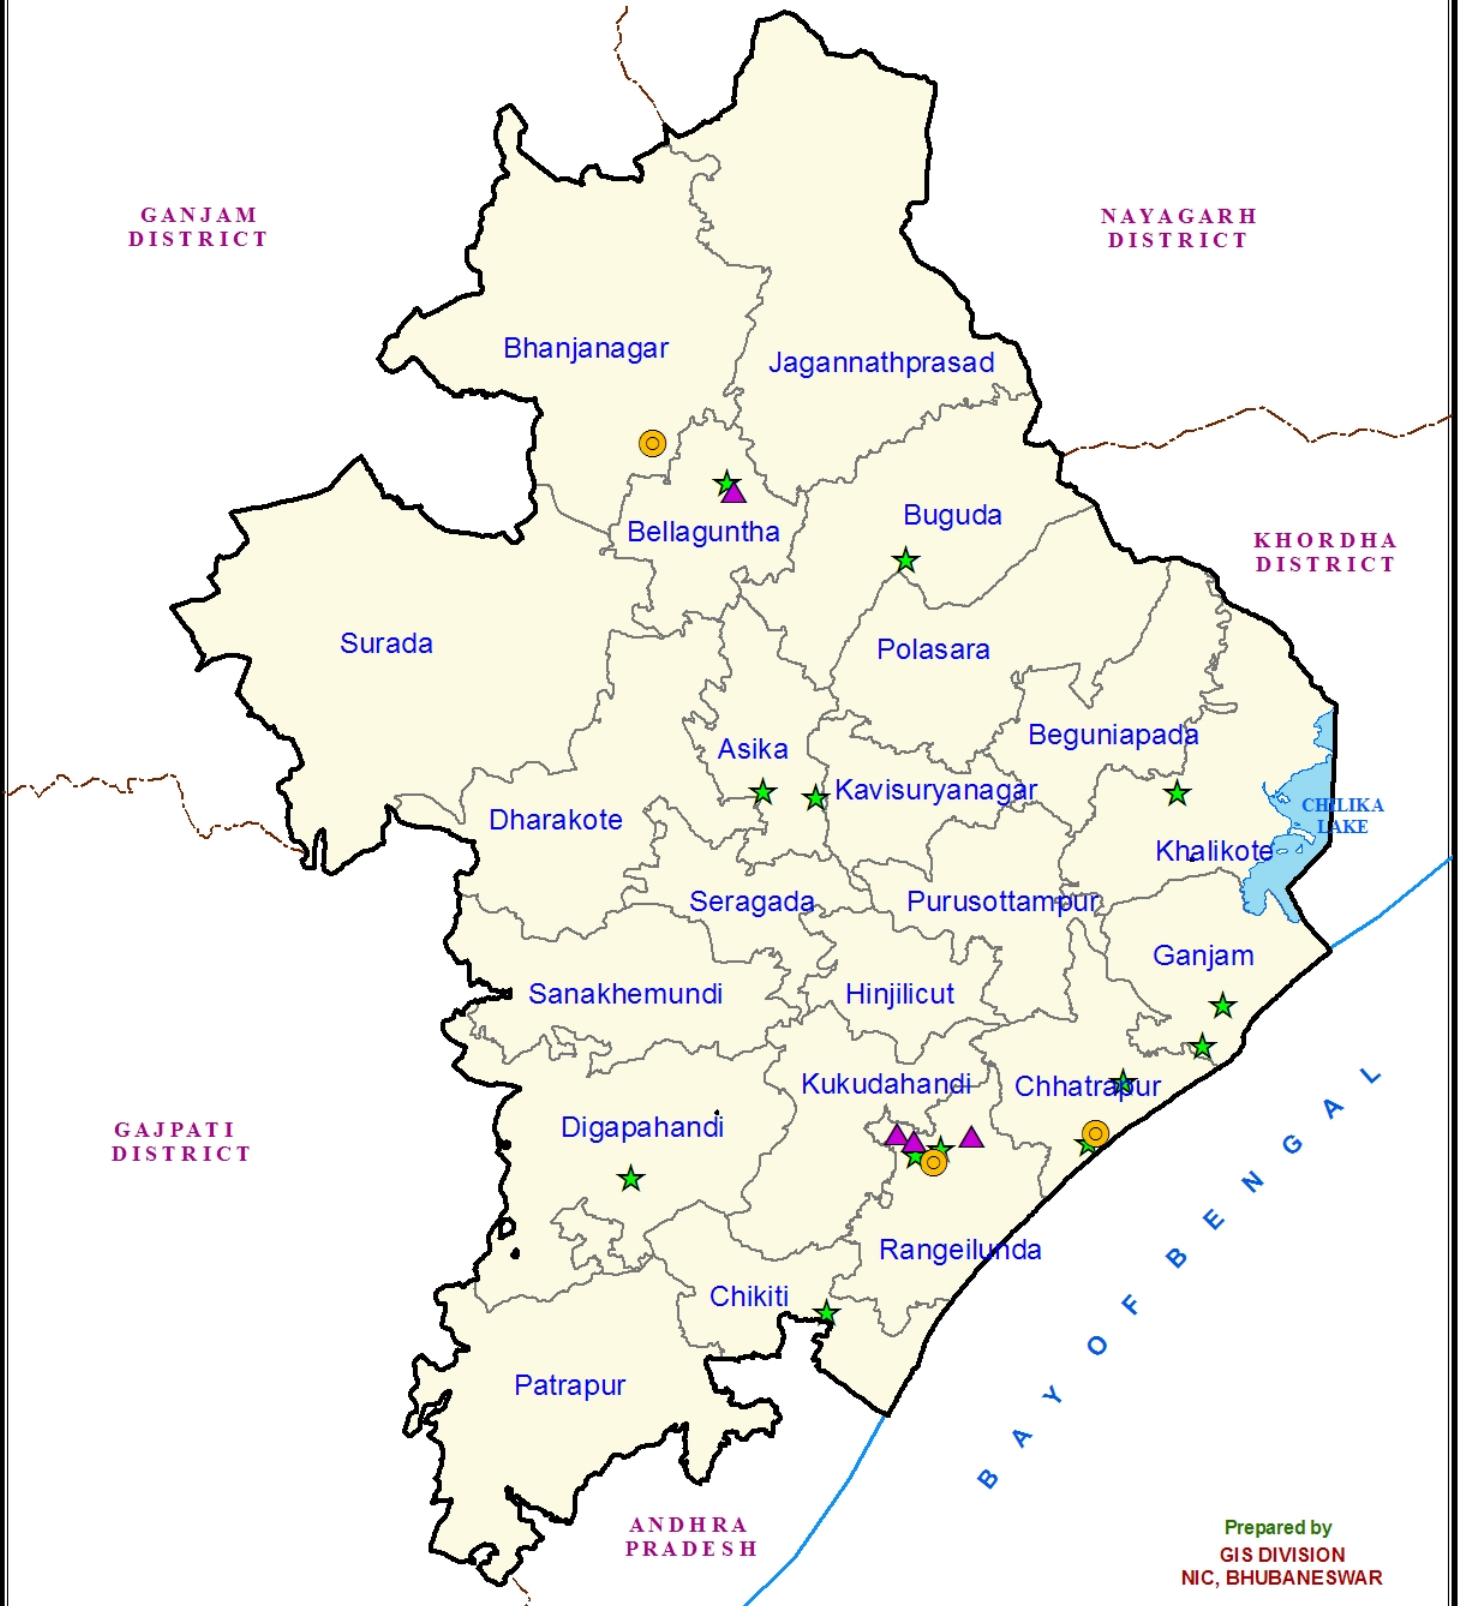 GANJAM
DISTRICT
NAYAGARH
DISTRICT
Bhanjanagar
Jagannathprasad
Bellaguntha
Buguda
KHORDHA
DISTRICT
Surada
Polasara
Beguniapada
Asika
Kavisuryanagar
CHILIKA
LAKE
Dharakote
Khalikote
Seragada
Purusottampur
Ganjam
Sanakhemundi
Hinjilicut
Kukudahandi
Chhatrapur
GAJPATI
DISTRICT
Digapahandi
BAY OF BENGAL
Rangeilunda
Chikiti
Patrapur
ANDHRA
PRADESH
Prepared by
GIS DIVISION
NIC, BHUBANESWAR